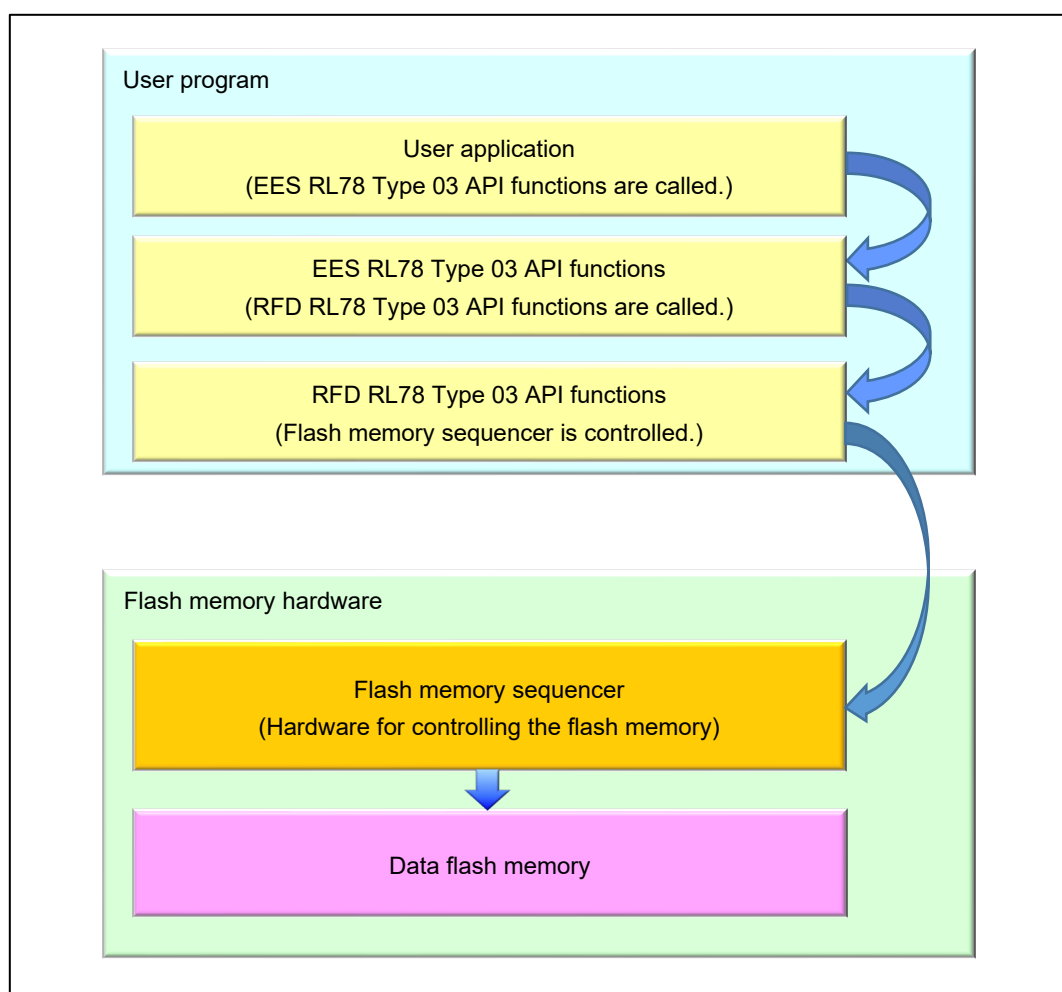 User program
User application
(EES RL78 Type 03 API functions are called.)
EES RL78 Type 03 API functions
(RFD RL78 Type 03 API functions are called.)
RFD RL78 Type 03 API functions
(Flash memory sequencer is controlled.)
Flash memory hardware
Flash memory sequencer
(Hardware for controlling the flash memory)
Data flash memory